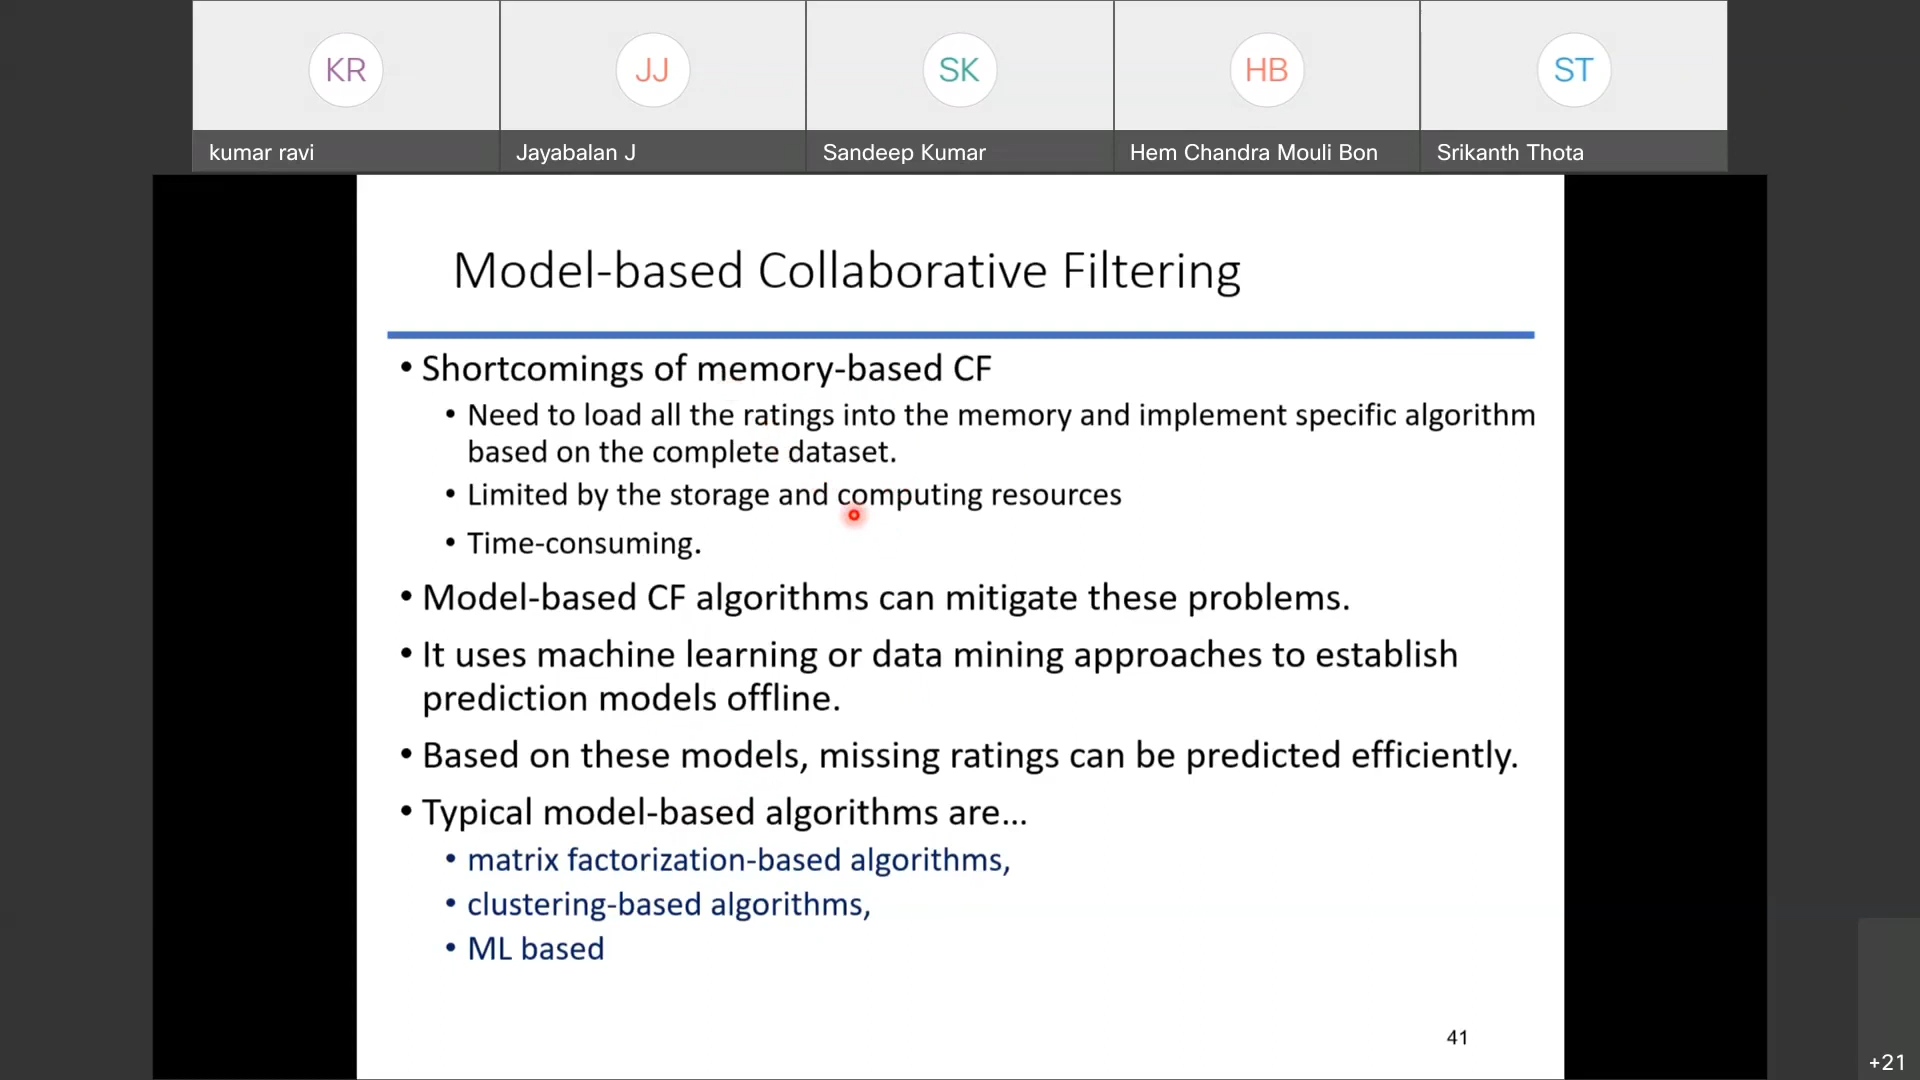 KR
JJ
SK
HB
ST
kumar ravi
Jayabalan J
Sandeep Kumar
Hem Chandra Mouli Bon
Srikanth Thota
Model-based Collaborative Filtering
• Shortcomings of memory-based CF
• Need to load all the ratings into the memory and implement specific algorithm
based on the complete dataset.
• Limited by the storage and computing resources
• Time-consuming.
• Model-based CF algorithms can mitigate these problems.
• It uses machine learning or data mining approaches to establish
prediction models offline.
• Based on these models, missing ratings can be predicted efficiently.
• Typical model-based algorithms are...
• matrix factorization-based algorithms,
• clustering-based algorithms,
• ML based
41
+21